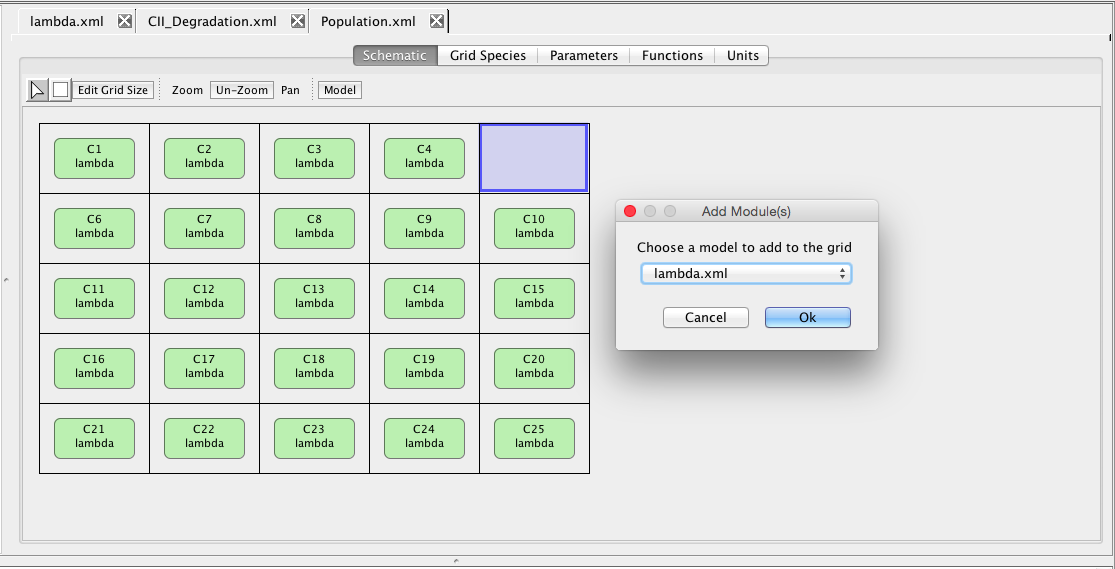 lambda.xml CII_Degradation.xml Population.xml
Schematic Grid Species Parameters Functions Units
Edit Grid Size Zoom Un-Zoom Pan Model
C1 C2 C3 C4
lambda lambda lambda lambda
C6 C7 C8 C9 C10
lambda lambda lambda lambda lambda
C11 C12 C13 C14 C15
lambda lambda lambda lambda lambda
C16 C17 C18 C19 C20
lambda lambda lambda lambda lambda
C21 C22 C23 C24 C25
lambda lambda lambda lambda lambda
Add Module(s)
Choose a model to add to the grid
lambda.xml
Cancel Ok